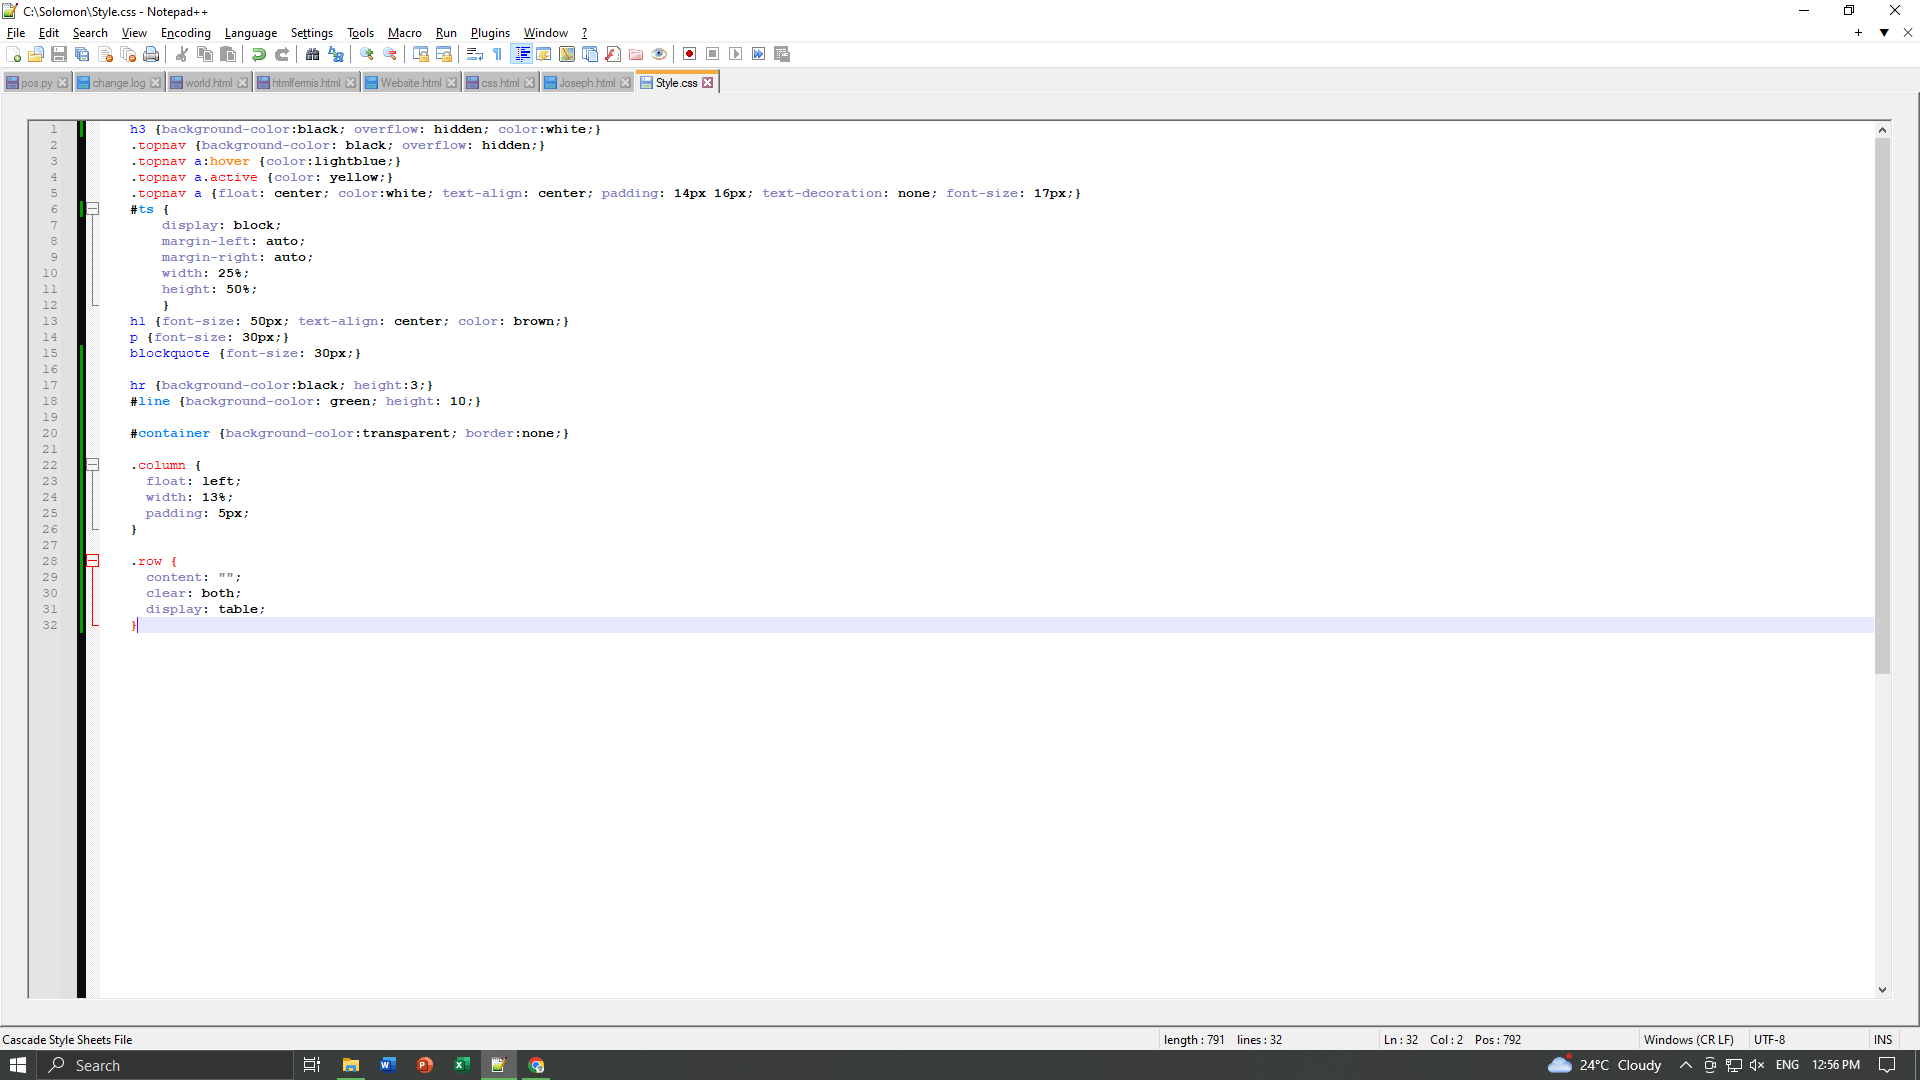 C:\Solomon\Style.css - Notepad++
File Edit Search View Encoding Language Settings Tools Macro Run Plugins Window ?
pos.py change.log world.html htmlfermis.html Website.html css.html Joseph.html Style.css
1 h3 {background-color:black; overflow: hidden; color:white;}
2 .topnav {background-color: black; overflow: hidden;}
3 .topnav a:hover {color:lightblue;}
4 .topnav a.active {color: yellow;}
5 .topnav a {float: center; color:white; text-align: center; padding: 14px 16px; text-decoration: none; font-size: 17px;}
6 #ts {
7 display: block;
8 margin-left: auto;
9 margin-right: auto;
10 width: 25%;
11 height: 50%;
12 }
13 h1 {font-size: 50px; text-align: center; color: brown;}
14 p {font-size: 30px;}
15 blockquote {font-size: 30px;}
16
17 hr {background-color:black; height:3;}
18 #line {background-color: green; height: 10;}
19
20 #container {background-color:transparent; border:none;}
21
22 .column {
23 float: left;
24 width: 13%;
25 padding: 5px;
26 }
27
28 .row {
29 content: "";
30 clear: both;
31 display: table;
32 }
Cascade Style Sheets File length : 791 lines : 32 Ln : 32 Col : 2 Pos : 792 Windows (CR LF) UTF-8 INS
Search 24°C Cloudy ENG 12:56 PM